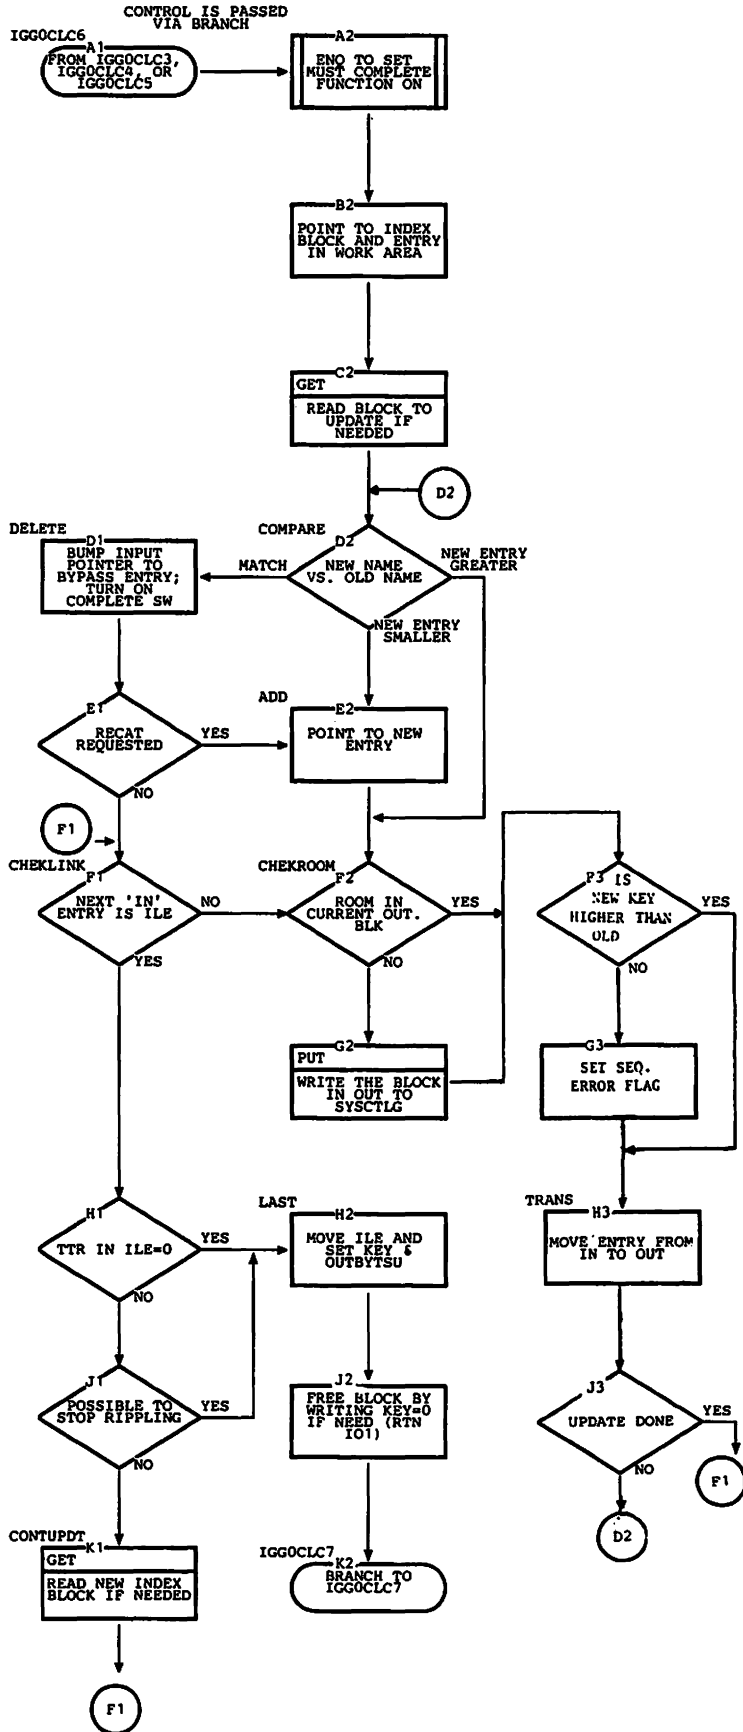 CONTROL IS PASSED
VIA BRANCH
IGG0CLC6
A1
FROM IGG0CLC3,
IGG0CLC4, OR
IGG0CLC5
A2
ENQ TO SET
MUST COMPLETE
FUNCTION ON
B2
POINT TO INDEX
BLOCK AND ENTRY
IN WORK AREA
C2
GET
READ BLOCK TO
UPDATE IF
NEEDED
D2
DELETE
D1
BUMP INPUT
POINTER TO
BYPASS ENTRY;
TURN ON
COMPLETE SW
COMPARE
D2
NEW NAME
VS. OLD NAME
MATCH
NEW ENTRY
GREATER
NEW ENTRY
SMALLER
E1
RECAT
REQUESTED
YES
NO
ADD
E2
POINT TO NEW
ENTRY
F1
CHEKLINK
F1
NEXT 'IN'
ENTRY IS ILE
NO
YES
CHEKROOM
F2
ROOM IN
CURRENT OUT.
BLK
YES
NO
F3 IS
NEW KEY
HIGHER THAN
OLD
YES
NO
G2
PUT
WRITE THE BLOCK
IN OUT TO
SYSCTLG
G3
SET SEQ.
ERROR FLAG
H1
TTR IN ILE=0
YES
NO
LAST
H2
MOVE ILE AND
SET KEY &
OUTBYTSU
TRANS
H3
MOVE ENTRY FROM
IN TO OUT
J1
POSSIBLE TO
STOP RIPPLING
YES
NO
J2
FREE BLOCK BY
WRITING KEY=0
IF NEED (RTN
IO1)
J3
UPDATE DONE
YES
NO
F1
D2
CONTUPDT
K1
GET
READ NEW INDEX
BLOCK IF NEEDED
IGG0CLC7
K2
BRANCH TO
IGG0CLC7
F1